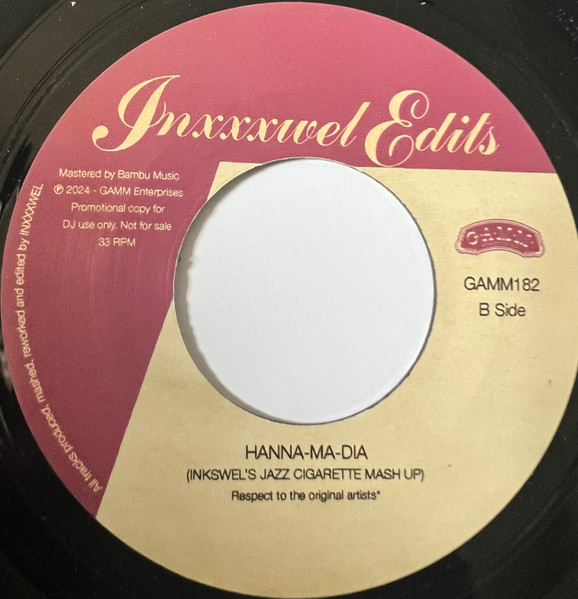 Inxxxwel Edits
Mastered by Bambu Music
℗ 2024 - GAMM Enterprises
Promotional copy for
DJ use only. Not for sale
33 RPM
All tracks produced, mashed, reworked and edited by INXXXWEL
GAMM
GAMM182
B Side
HANNA-MA-DIA
(INKSWEL'S JAZZ CIGARETTE MASH UP)
Respect to the original artists*